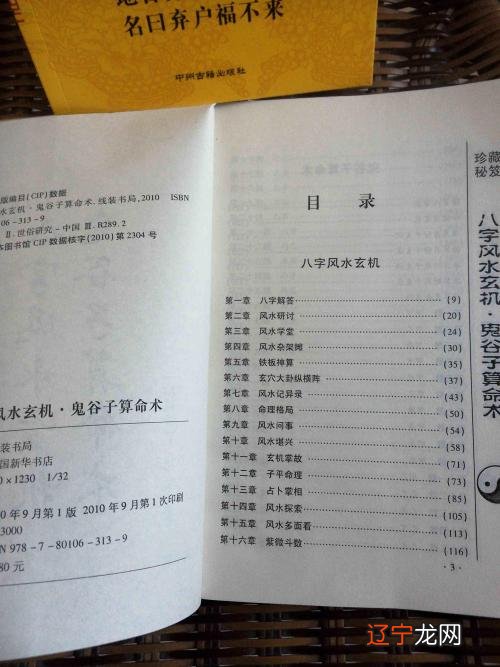 名曰弃户福不来
中州古籍出版社
版编目(CIP)数据
水玄机·鬼谷子算命术.线装书局,2010 ISBN
06-313-9
Ⅱ.世俗研究-中国 Ⅲ.R289.2
本图书馆CIP数据核字(2010)第2304号
风水玄机·鬼谷子算命术
装书局
国新华书店
0×1230 1/32
0年9月第1版 2010年9月第1次印刷
3000
N 978-7-80106-313-9
80元
目 录
八字风水玄机
第一章 八字解答 (9)
第二章 风水研讨 (20)
第三章 风水学堂 (24)
第四章 风水杂架摊 (30)
第五章 铁板神算 (35)
第六章 玄穴大卦纵横阵 (37)
第七章 风水记异录 (43)
第八章 命理格局 (50)
第九章 风水问事 (54)
第十章 风水堪兴 (58)
第十一章 玄机掌故 (71)
第十二章 子平命理 (73)
第十三章 占卜掌相 (85)
第十四章 风水探索 (105)
第十五章 风水多面看 (113)
第十六章 紫微斗数 (116)
·3·
珍藏
秘笈
八字风水玄机·鬼谷子算命术
辽宁龙网